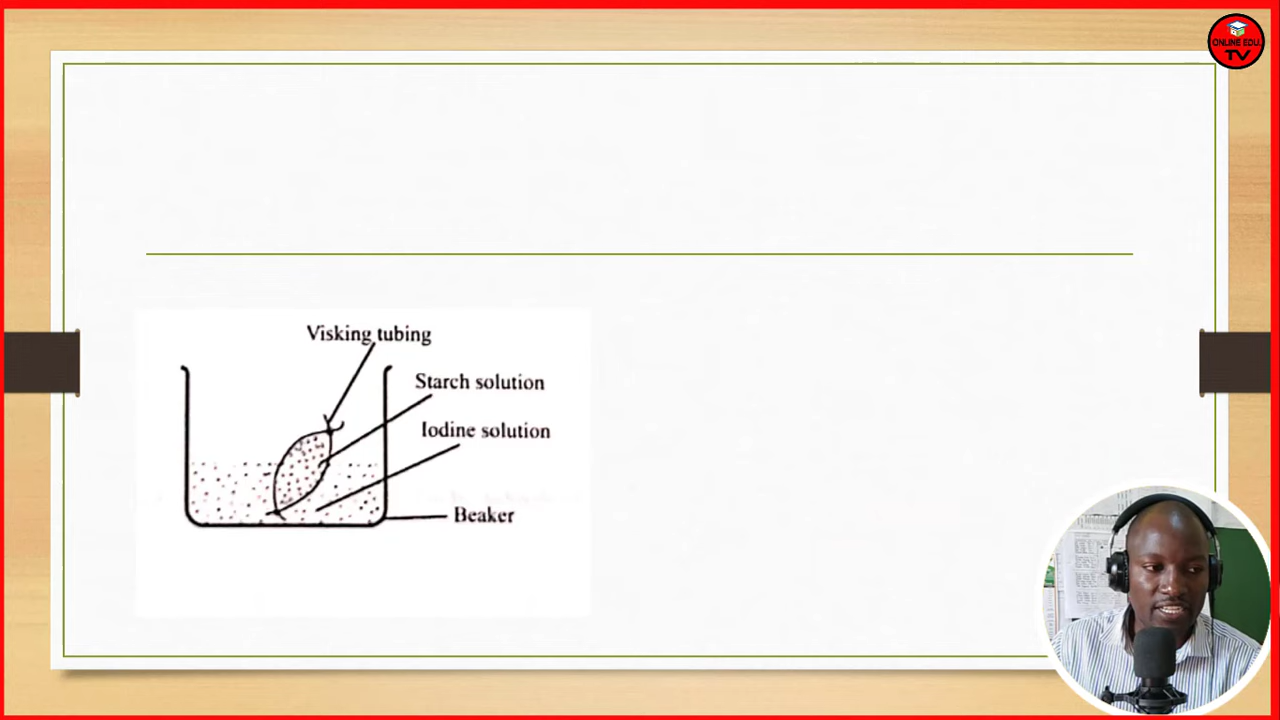 ONLINE EDU.
TV
Visking tubing
Starch solution
Iodine solution
Beaker